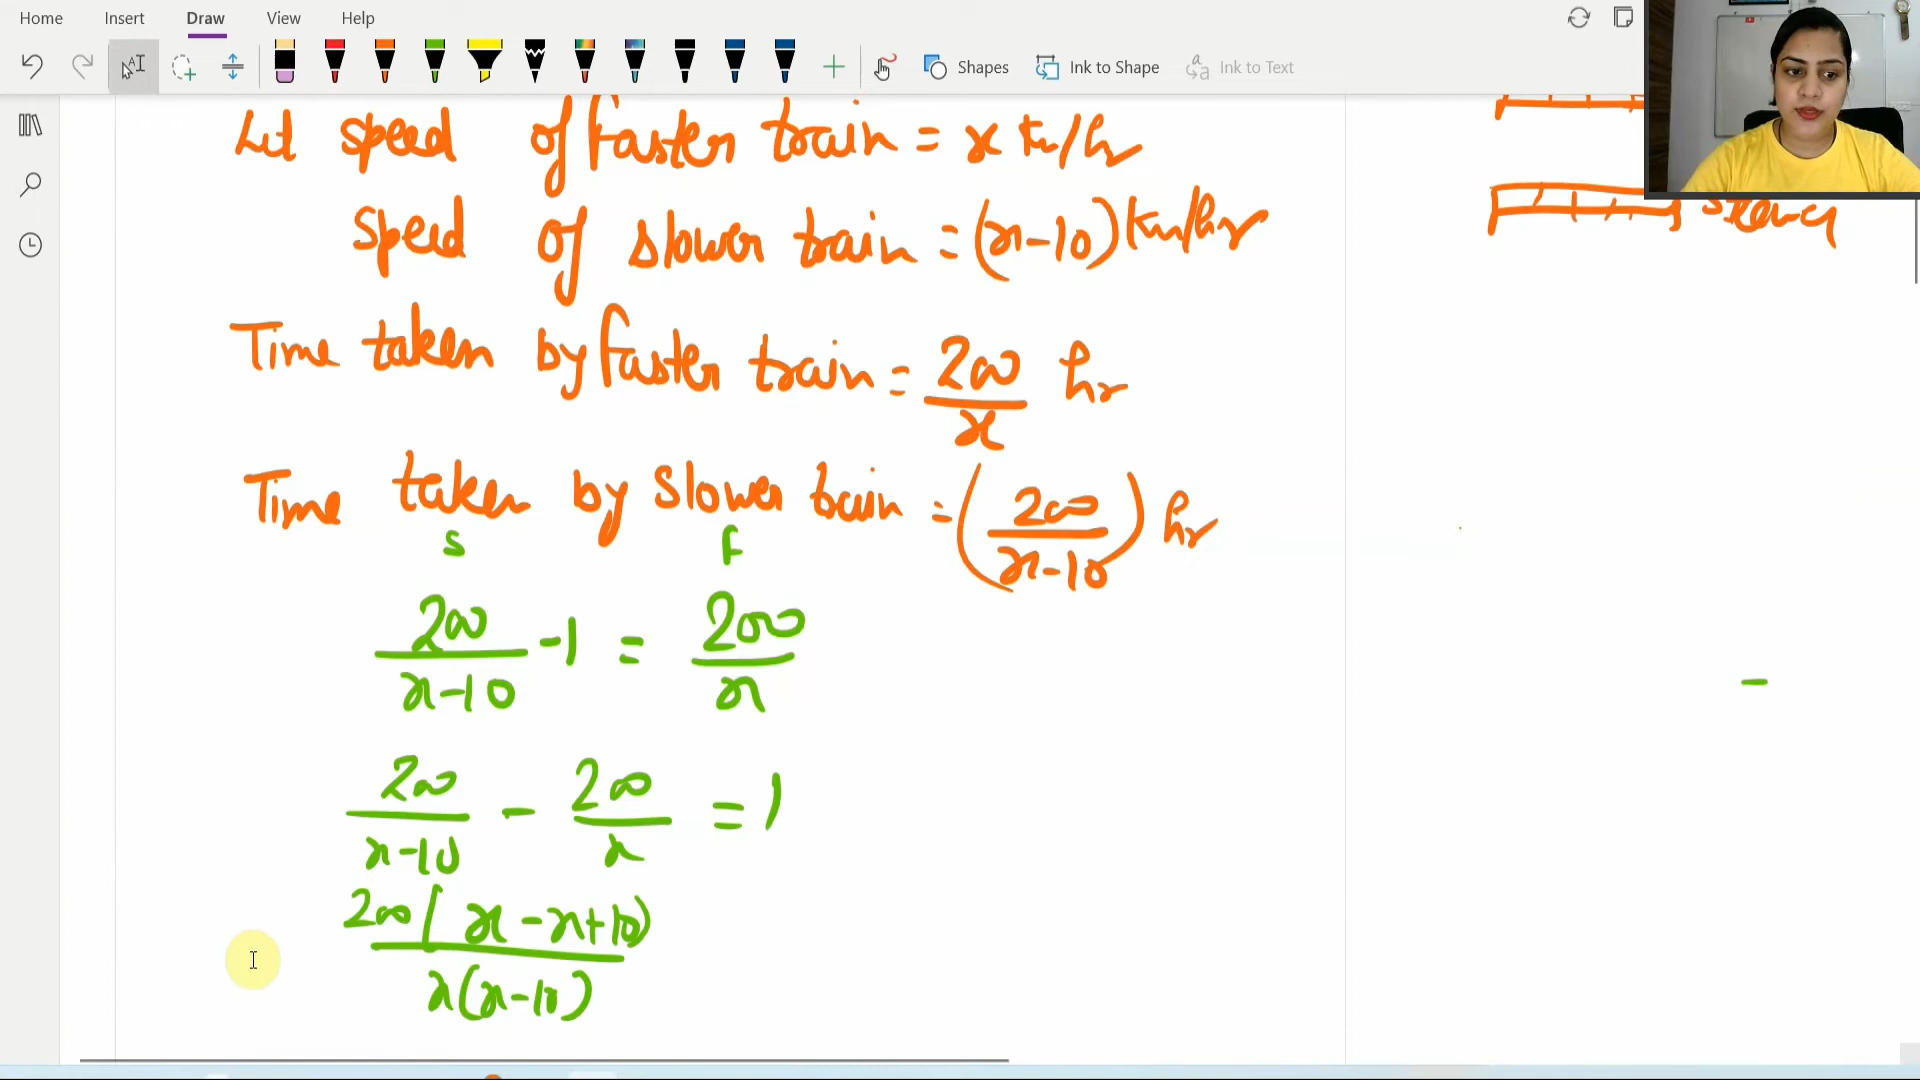 Home Insert Draw View Help
Shapes Ink to Shape Ink to Text
Let speed of faster train = x km/hr
speed of slower train = (x-10) km/hr
Time taken by faster train = 200/x hr
Time taken by slower train = (200/x-10) hr
S F
200/x-10 -1 = 200/x
200/x-10 - 200/x = 1
200(x-x+10)/x(x-10)